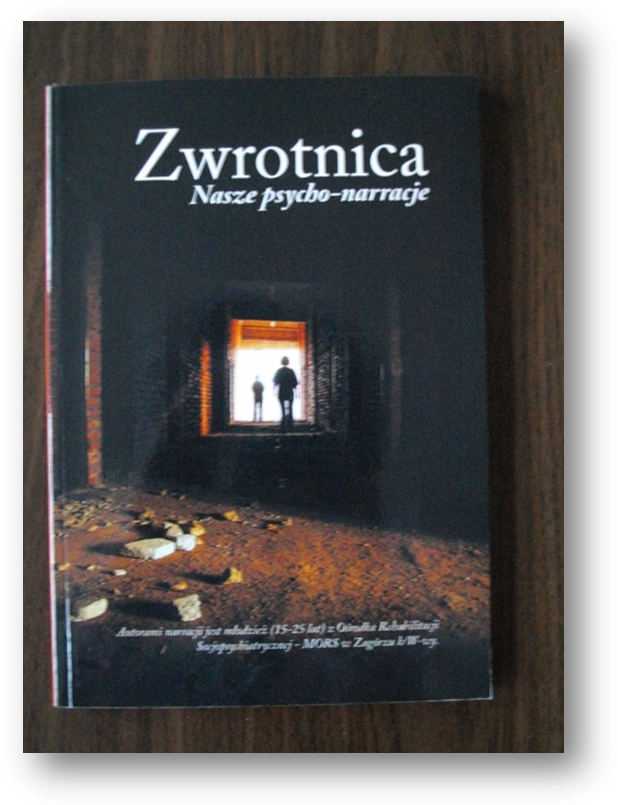 Zwrotnica
Nasze psycho-narracje
Autorami narracji jest młodzież (15-25 lat) z Ośrodka Rehabilitacji
Socjopsychiatrycznej - MORS w Zagórzu k/W-wy.